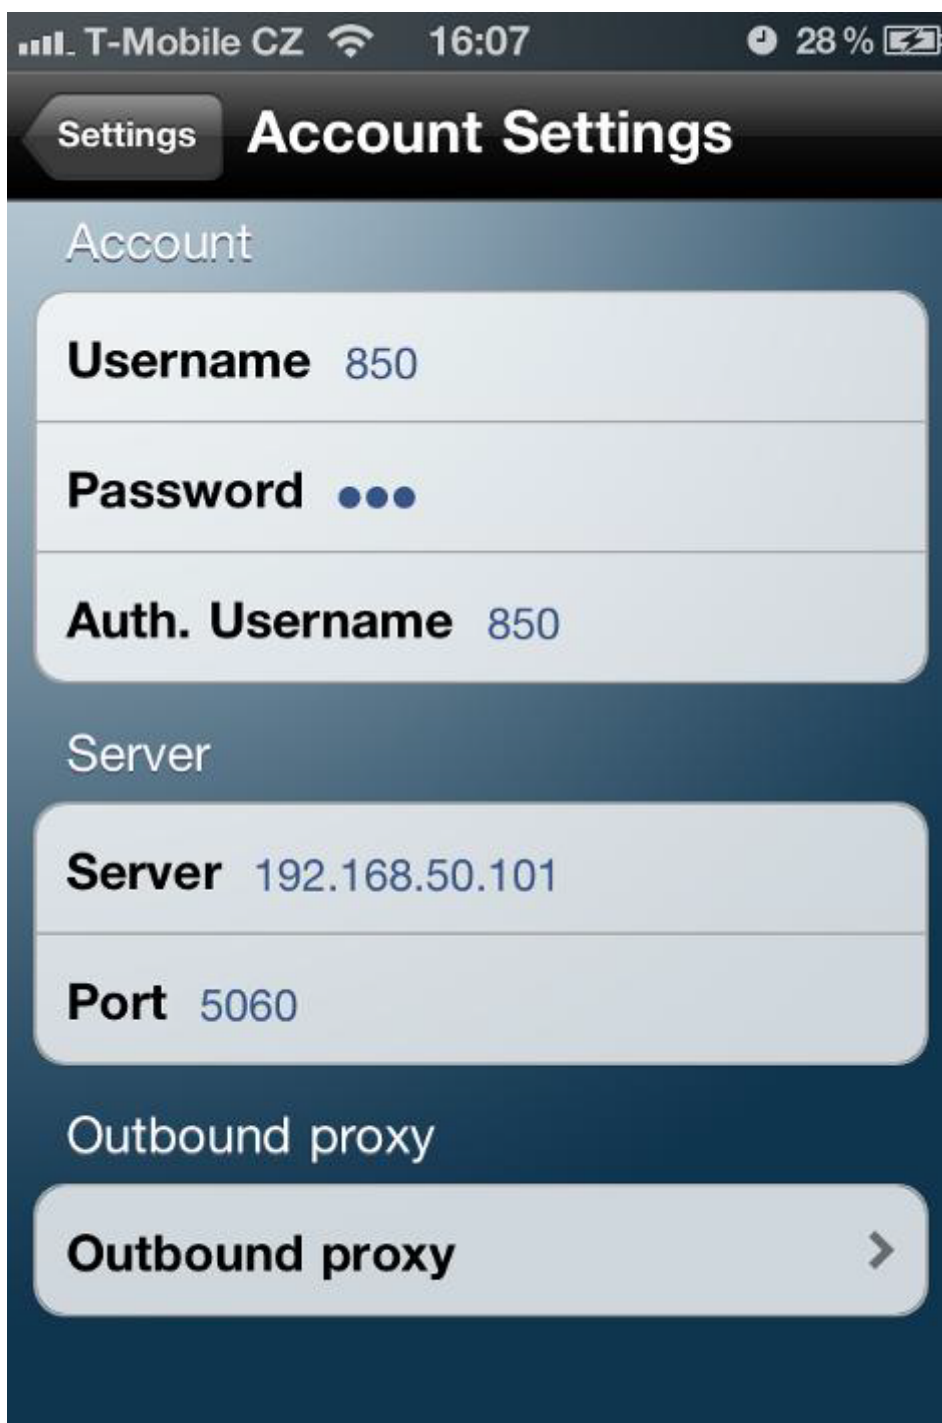 T-Mobile CZ 16:07 28%
Settings Account Settings
Account
Username 850
Password •••
Auth. Username 850
Server
Server 192.168.50.101
Port 5060
Outbound proxy
Outbound proxy